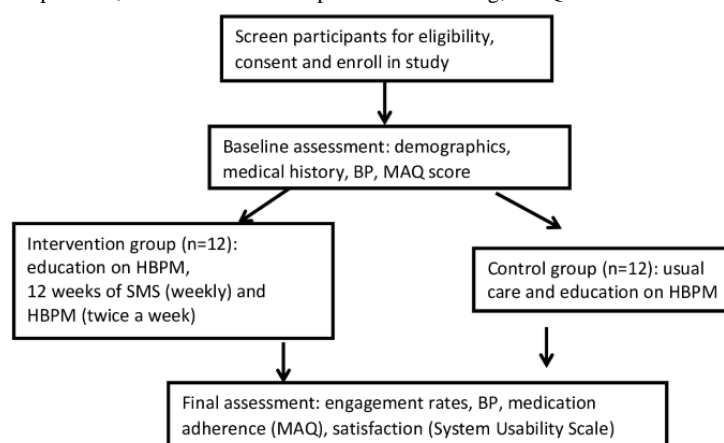 Screen participants for eligibility,
consent and enroll in study
Baseline assessment: demographics,
medical history, BP, MAQ score
Intervention group (n=12):
education on HBPM,
12 weeks of SMS (weekly) and
HBPM (twice a week)
Control group (n=12): usual
care and education on HBPM
Final assessment: engagement rates, BP, medication
adherence (MAQ), satisfaction (System Usability Scale)